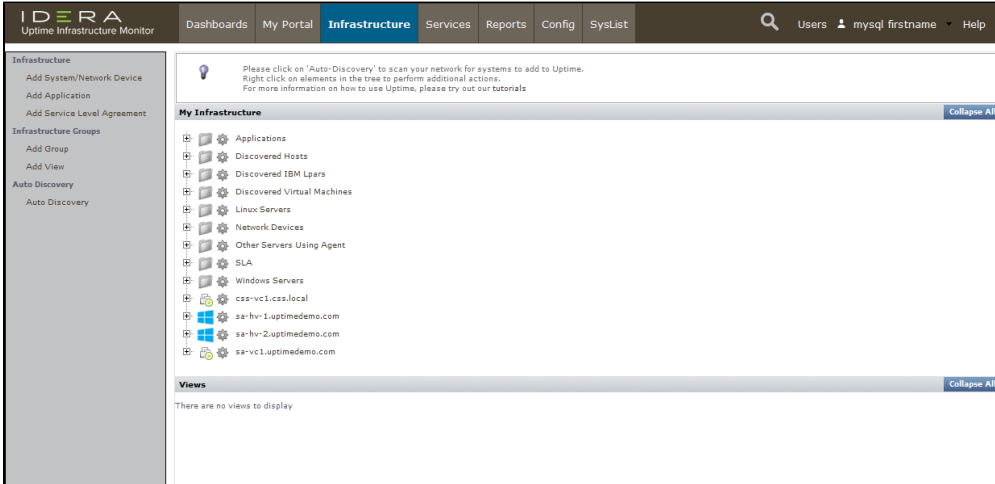 IDERA
Uptime Infrastructure Monitor
Dashboards My Portal Infrastructure Services Reports Config SysList Users mysql firstname Help
Infrastructure
Add System/Network Device
Add Application
Add Service Level Agreement
Infrastructure Groups
Add Group
Add View
Auto Discovery
Auto Discovery
Please click on 'Auto-Discovery' to scan your network for systems to add to Uptime.
Right click on elements in the tree to perform additional actions.
For more information on how to use Uptime, please try out our tutorials
My Infrastructure Collapse All
Applications
Discovered Hosts
Discovered IBM Lpars
Discovered Virtual Machines
Linux Servers
Network Devices
Other Servers Using Agent
SLA
Windows Servers
css-vc1.css.local
sa-hv-1.uptimedemo.com
sa-hv-2.uptimedemo.com
sa-vc1.uptimedemo.com
Views Collapse All
There are no views to display